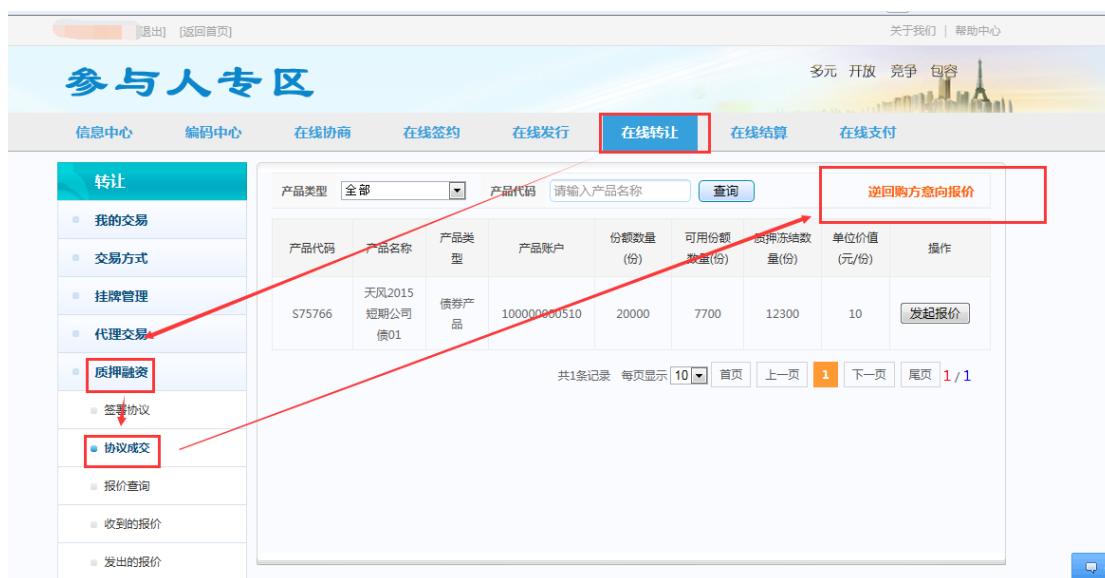 退出] [返回首页]
关于我们 | 帮助中心
参与人专区
多元 开放 竞争 包容
信息中心 编码中心 在线协商 在线签约 在线发行 在线转让 在线结算 在线支付
转让
我的交易
交易方式
挂牌管理
代理交易
质押融资
签署协议
协议成交
报价查询
收到的报价
发出的报价
产品类型 全部 产品代码 请输入产品名称 查询 逆回购方意向报价
产品代码 产品名称 产品类型 产品账户 份额数量(份) 可用份额数量(份) 质押冻结数量(份) 单位价值(元/份) 操作
S75766 天风2015短期公司债01 债券产品 100000000510 20000 7700 12300 10 发起报价
共1条记录 每页显示 10 首页 上一页 1 下一页 尾页 1 / 1